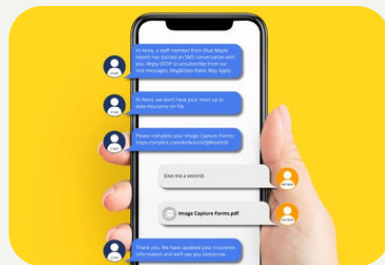 Hi Anna, a staff member from Blue Maple
Health has started an SMS conversation with
you. Reply STOP to unsubscribe from our
text messages. Msg&Data Rates May Apply
Hi Anna, we don't have your most up to
date insurance on file.
Please complete your Image Capture Forms:
Give me a second.
Image Capture Forms.pdf
Thank you. We have updated your insurance
information and we'll see you tomorrow.